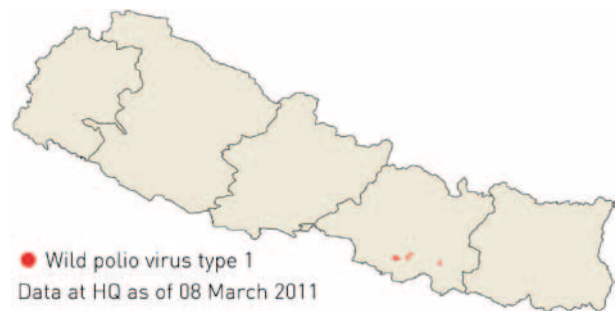 Wild polio virus type 1
Data at HQ as of 08 March 2011